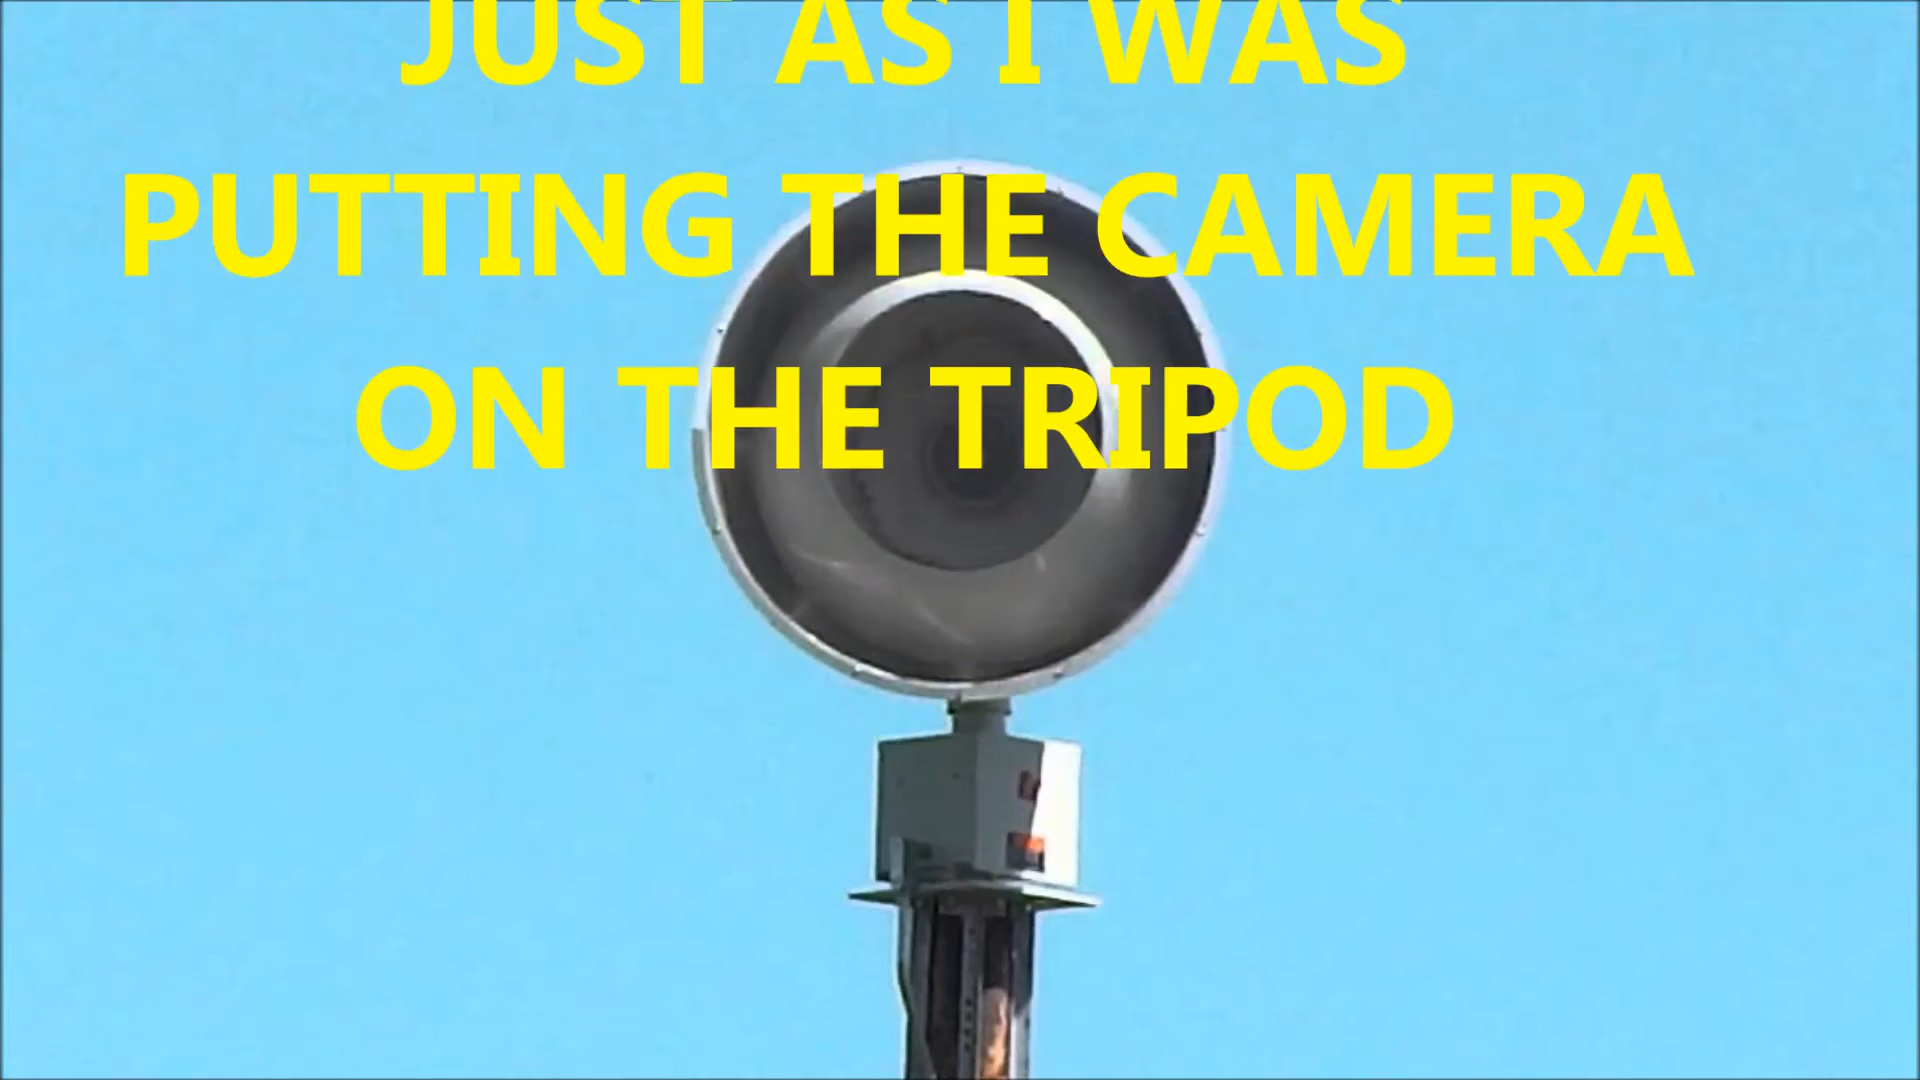 JUST AS I WAS
PUTTING THE CAMERA
ON THE TRIPOD